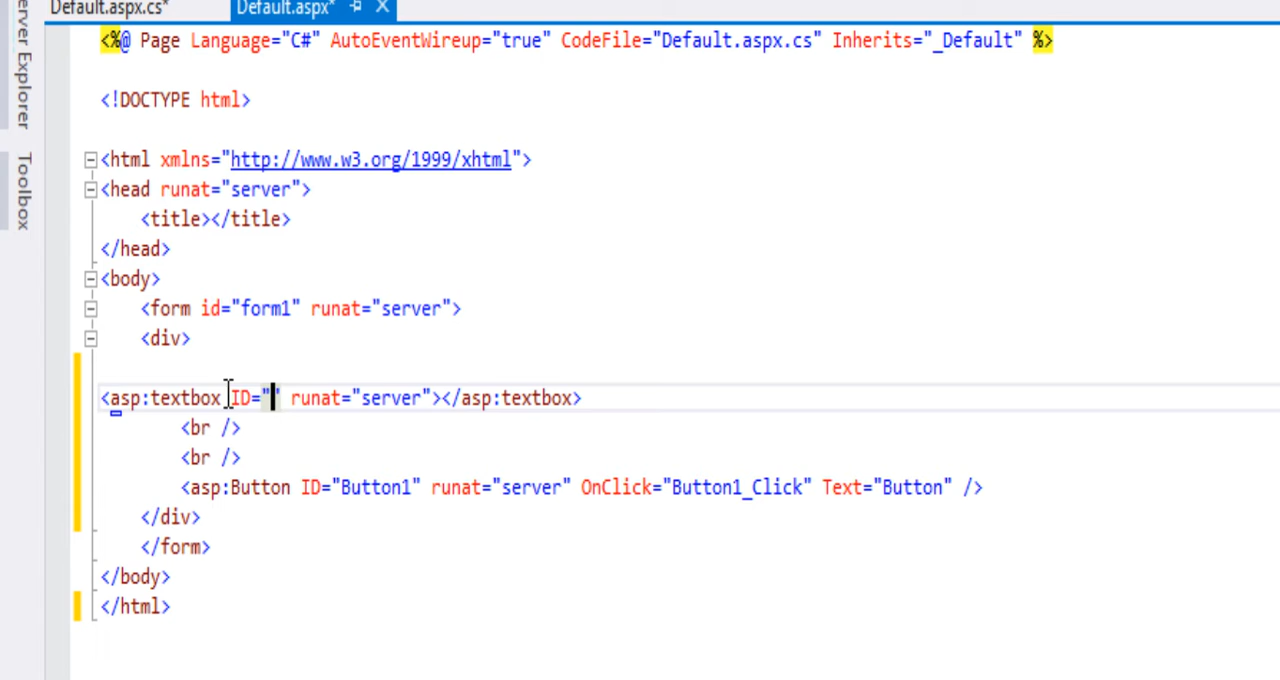 Default.aspx.cs*
Default.aspx*
erver Explorer
Toolbox
<%@ Page Language="C#" AutoEventWireup="true" CodeFile="Default.aspx.cs" Inherits="_Default" %>
<!DOCTYPE html>
<html xmlns="http://www.w3.org/1999/xhtml">
<head runat="server">
<title></title>
</head>
<body>
<form id="form1" runat="server">
<div>
<asp:textbox ID="" runat="server"></asp:textbox>
<br />
<br />
<asp:Button ID="Button1" runat="server" OnClick="Button1_Click" Text="Button" />
</div>
</form>
</body>
</html>